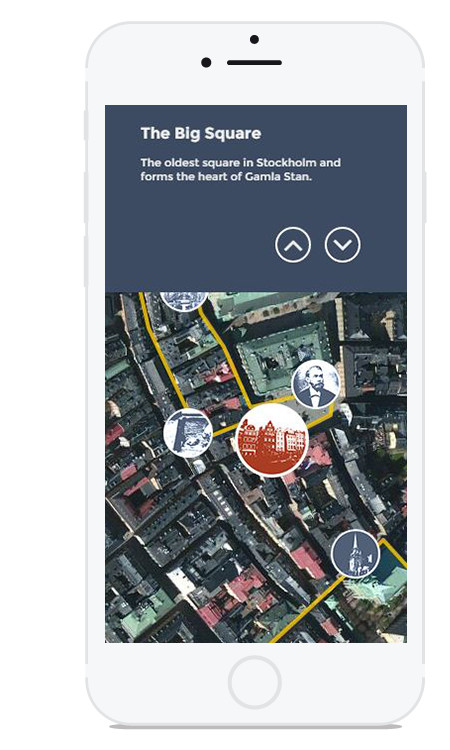 The Big Square
The oldest square in Stockholm and
forms the heart of Gamla Stan.